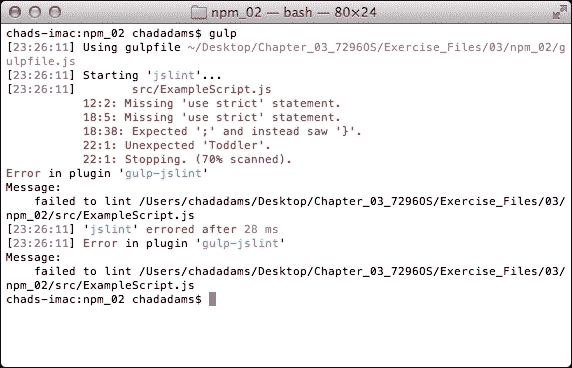 npm_02 — bash — 80×24
chads-imac:npm_02 chadadams$ gulp
[23:26:11] Using gulpfile ~/Desktop/Chapter_03_7296OS/Exercise_Files/03/npm_02/g
ulpfile.js
[23:26:11] Starting 'jslint'...
[23:26:11] src/ExampleScript.js
12:2: Missing 'use strict' statement.
18:5: Missing 'use strict' statement.
18:38: Expected ';' and instead saw '}'.
22:1: Unexpected 'Toddler'.
22:1: Stopping. (70% scanned).
Error in plugin 'gulp-jslint'
Message:
failed to lint /Users/chadadams/Desktop/Chapter_03_7296OS/Exercise_Files/03/
npm_02/src/ExampleScript.js
[23:26:11] 'jslint' errored after 28 ms
[23:26:11] Error in plugin 'gulp-jslint'
Message:
failed to lint /Users/chadadams/Desktop/Chapter_03_7296OS/Exercise_Files/03/
npm_02/src/ExampleScript.js
chads-imac:npm_02 chadadams$